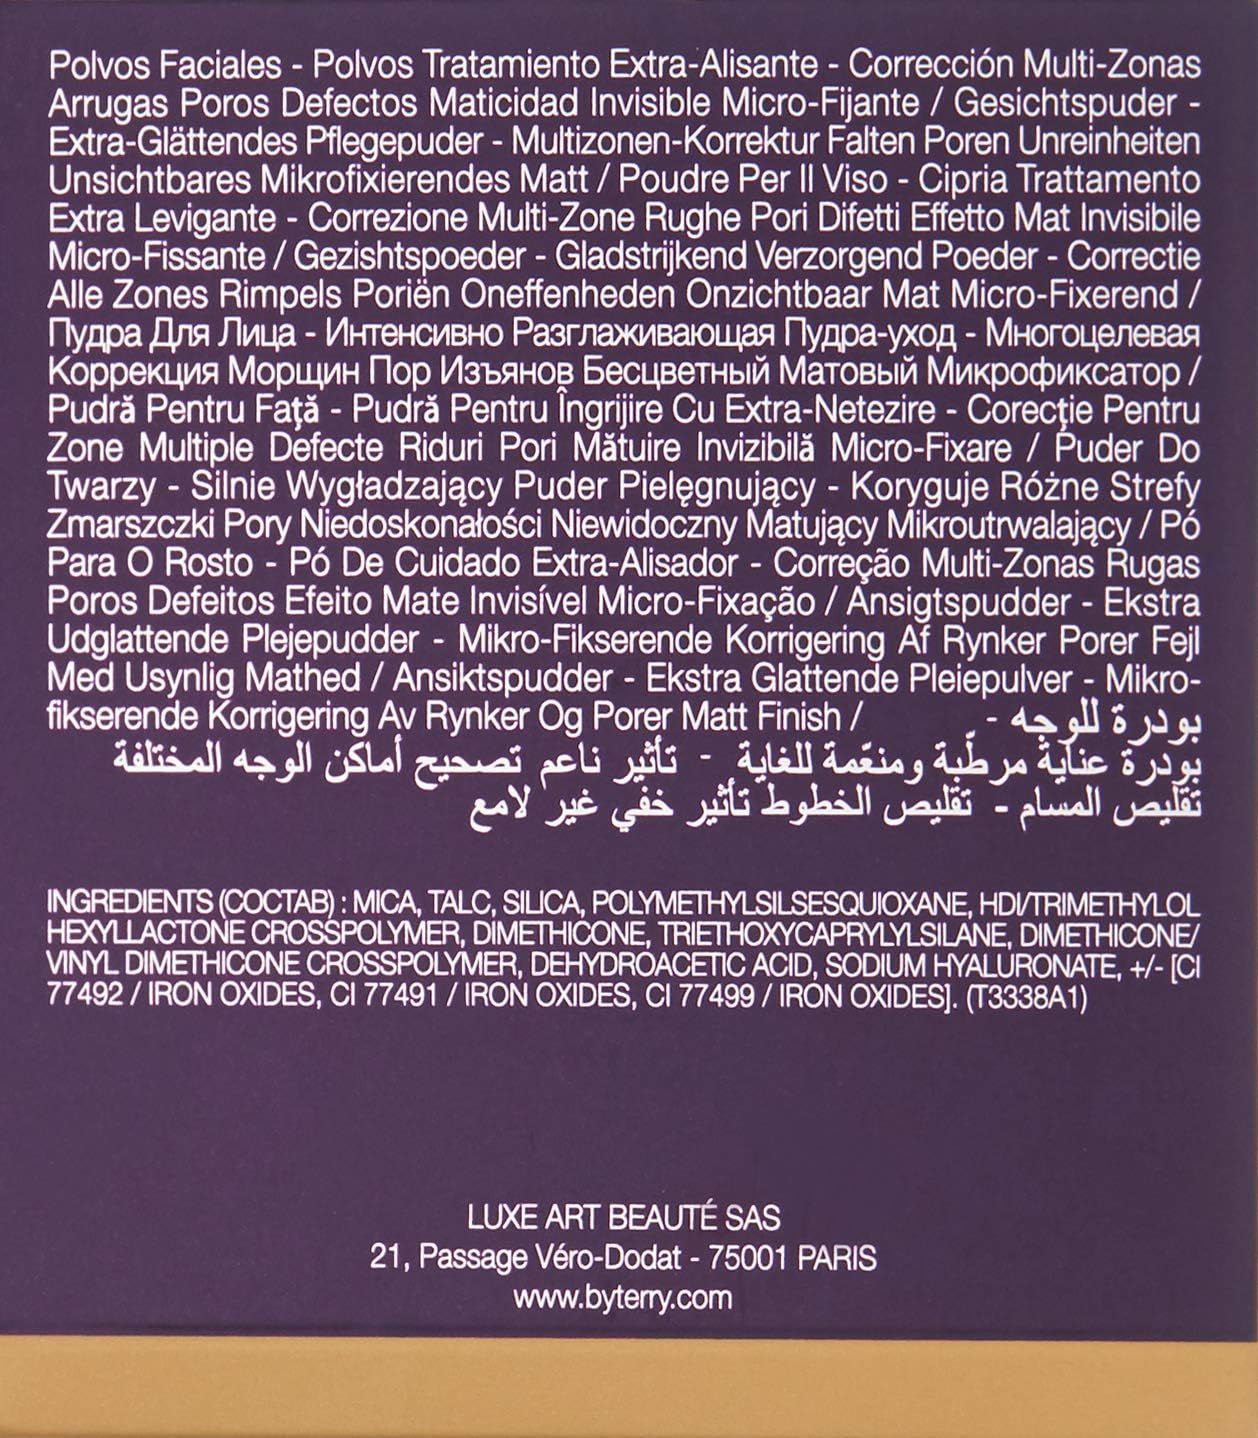 Polvos Faciales - Polvos Tratamiento Extra-Alisante - Corrección Multi-Zonas
Arrugas Poros Defectos Maticidad Invisible Micro-Fijante / Gesichtspuder -
Extra-Glättendes Pflegepuder - Multizonen-Korrektur Falten Poren Unreinheiten
Unsichtbares Mikrofixierendes Matt / Poudre Per Il Viso - Cipria Trattamento
Extra Levigante - Correzione Multi-Zone Rughe Pori Difetti Effetto Mat Invisibile
Micro-Fissante / Gezishtspoeder - Gladstrijkend Verzorgend Poeder - Correctie
Alle Zones Rimpels Poriën Oneffenheden Onzichtbaar Mat Micro-Fixerend /
Пудра Для Лица - Интенсивно Разглаживающая Пудра-уход - Многоцелевая
Коррекция Морщин Пор Изъянов Бесцветный Матовый Микрофиксатор /
Pudră Pentru Faţă - Pudră Pentru Îngrijire Cu Extra-Netezire - Corecţie Pentru
Zone Multiple Defecte Riduri Pori Mătuire Invizibilă Micro-Fixare / Puder Do
Twarzy - Silnie Wygładzający Puder Pielęgnujący - Koryguje Różne Strefy
Zmarszczki Pory Niedoskonałości Niewidoczny Matujący Mikroutrwalający / Pó
Para O Rosto - Pó De Cuidado Extra-Alisador - Correção Multi-Zonas Rugas
Poros Defeitos Efeito Mate Invisível Micro-Fixação / Ansigtspudder - Ekstra
Udglattende Plejepudder - Mikro-Fikserende Korrigering Af Rynker Porer Fejl
Med Usynlig Mathed / Ansiktspudder - Ekstra Glattende Pleiepulver - Mikro-
fikserende Korrigering Av Rynker Og Porer Matt Finish / بودرة للوجه -
بودرة عناية مرطّبة ومنعّمة للغاية - تأثير ناعم تصحيح أماكن الوجه المختلفة
تقليص المسام - تقليص الخطوط تأثير خفي غير لامع
INGREDIENTS (COCTAB) : MICA, TALC, SILICA, POLYMETHYLSILSESQUIOXANE, HDI/TRIMETHYLOL
HEXYLLACTONE CROSSPOLYMER, DIMETHICONE, TRIETHOXYCAPRYLYLSILANE, DIMETHICONE/
VINYL DIMETHICONE CROSSPOLYMER, DEHYDROACETIC ACID, SODIUM HYALURONATE, +/- [CI
77492 / IRON OXIDES, CI 77491 / IRON OXIDES, CI 77499 / IRON OXIDES]. (T3338A1)
LUXE ART BEAUTÉ SAS
21, Passage Véro-Dodat - 75001 PARIS
www.byterry.com